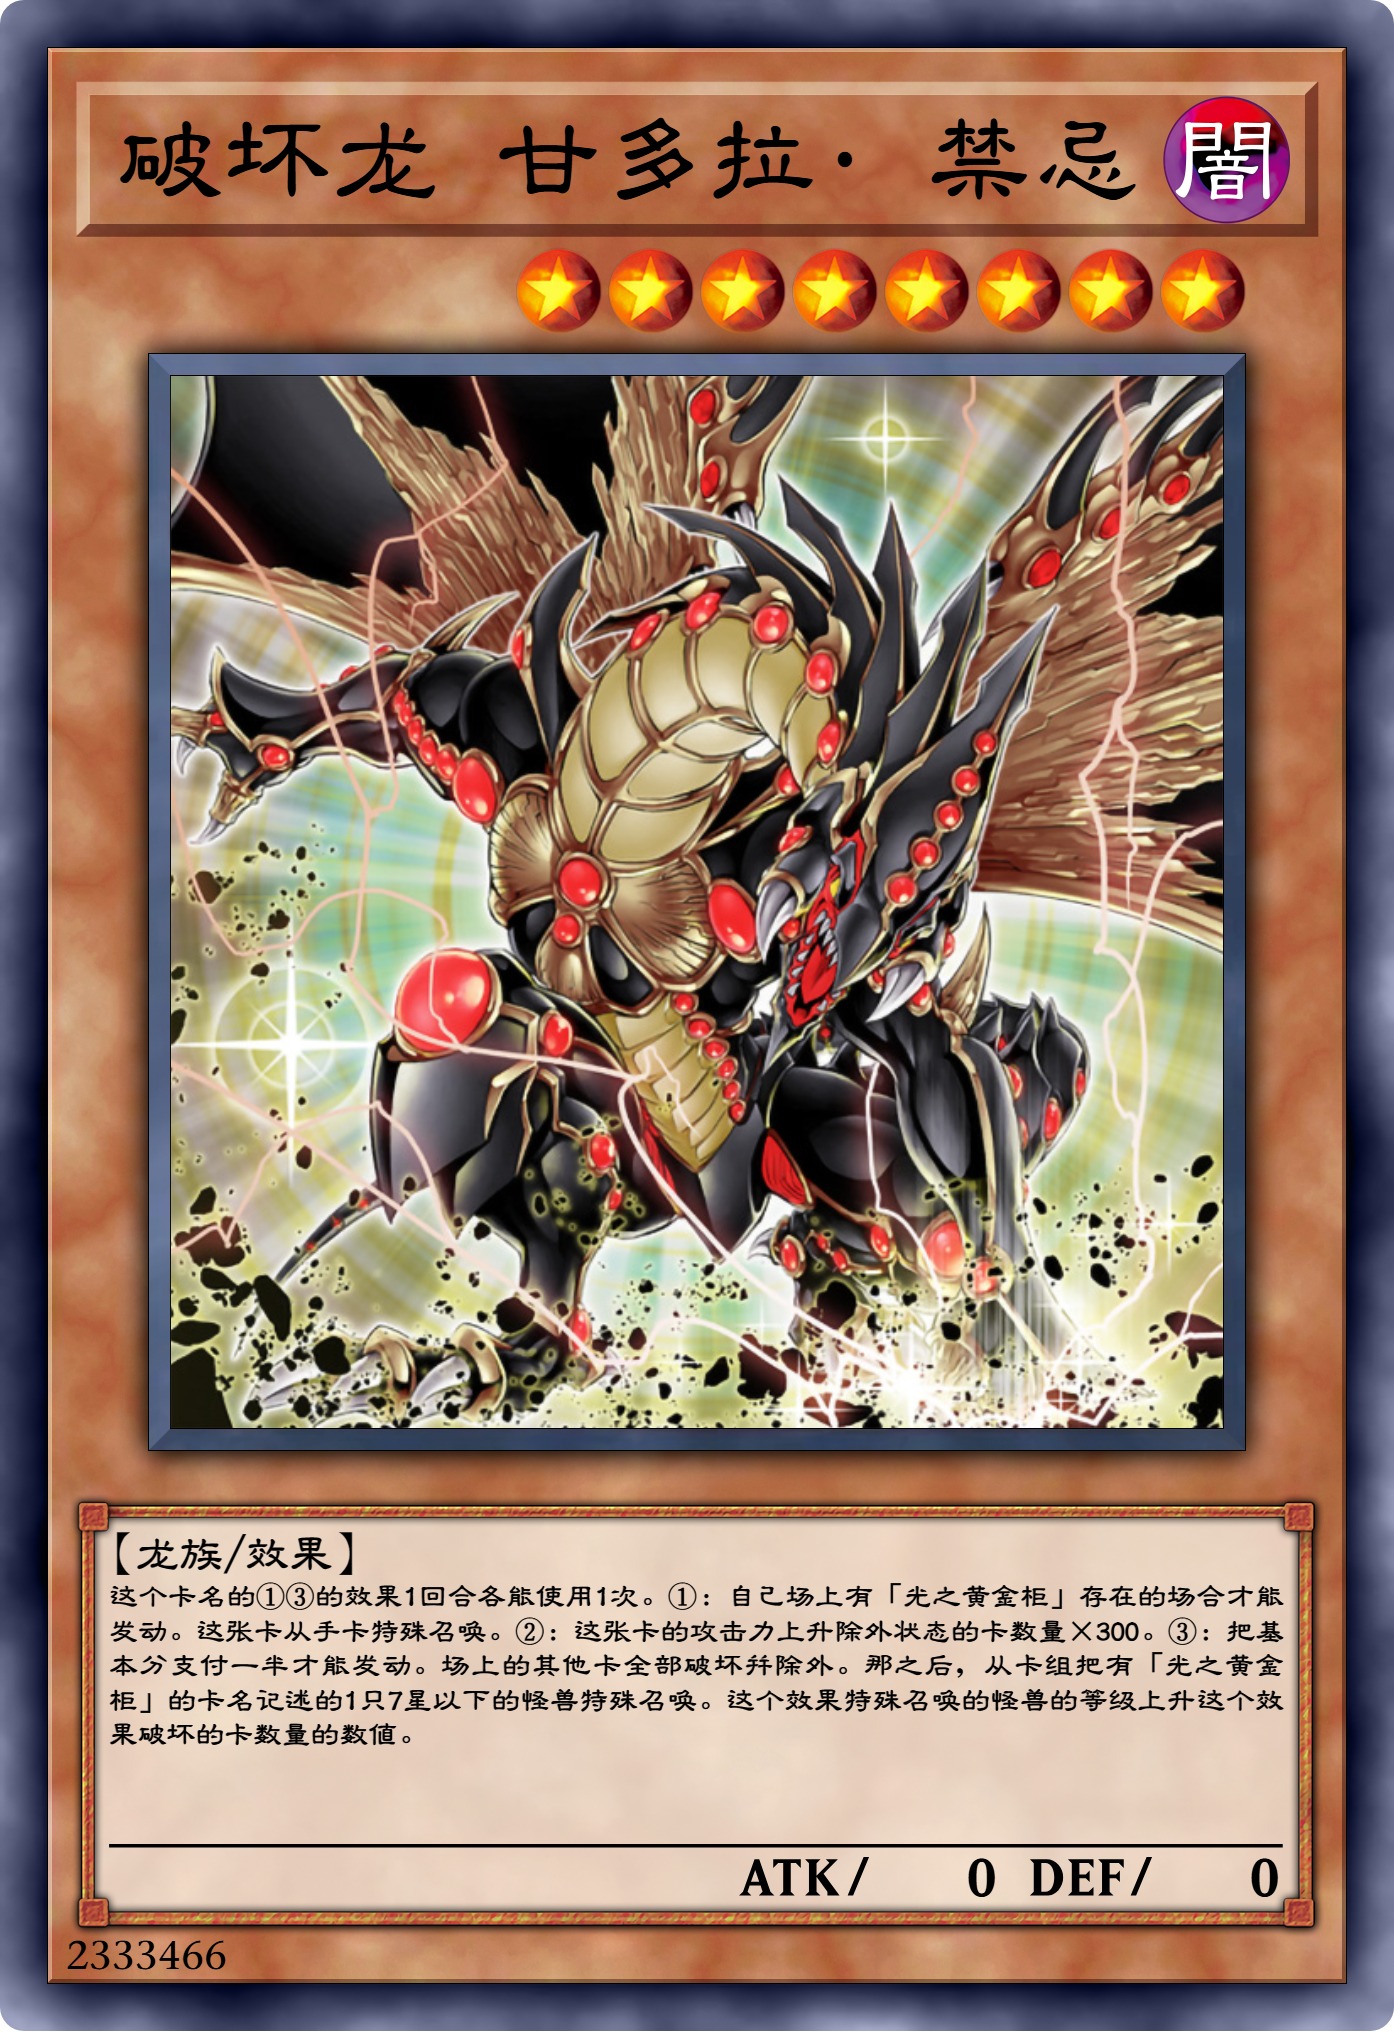 破坏龙 甘多拉·禁忌 闇
【龙族/效果】
这个卡名的①③的效果1回合各能使用1次。①：自己场上有「光之黄金柜」存在的场合才能
发动。这张卡从手卡特殊召唤。②：这张卡的攻击力上升除外状态的卡数量×300。③：把基
本分支付一半才能发动。场上的其他卡全部破坏并除外。那之后，从卡组把有「光之黄金
柜」的卡名记述的1只7星以下的怪兽特殊召唤。这个效果特殊召唤的怪兽的等级上升这个效
果破坏的卡数量的数值。
ATK/ 0 DEF/ 0
2333466